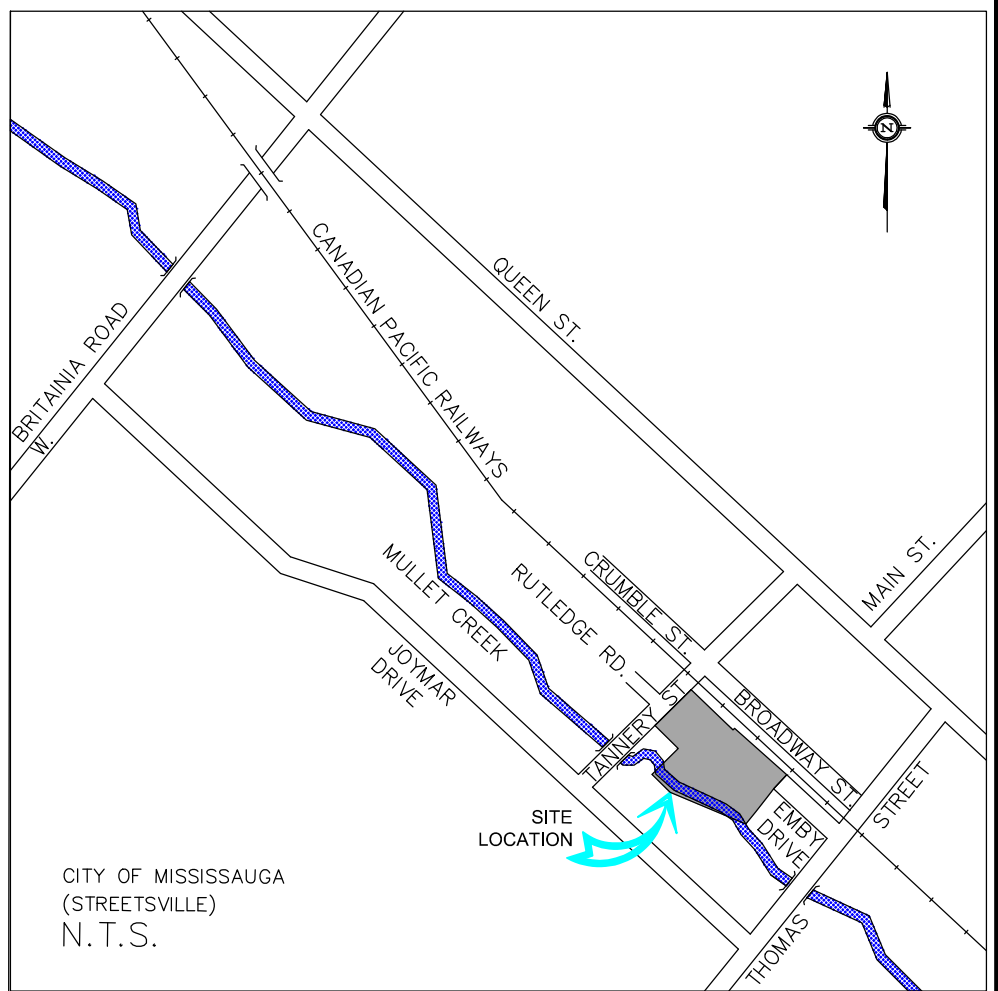 N
CANADIAN PACIFIC RAILWAYS
QUEEN ST.
BRITAINIA ROAD
W.
MAIN ST.
CRUMBLE ST.
RUTLEDGE RD.
MULLET CREEK
JOYMAR
DRIVE
TANNERY ST
BROADWAY ST.
EMBY
DRIVE
THOMAS STREET
SITE
LOCATION
CITY OF MISSISSAUGA
(STREETSVILLE)
N.T.S.